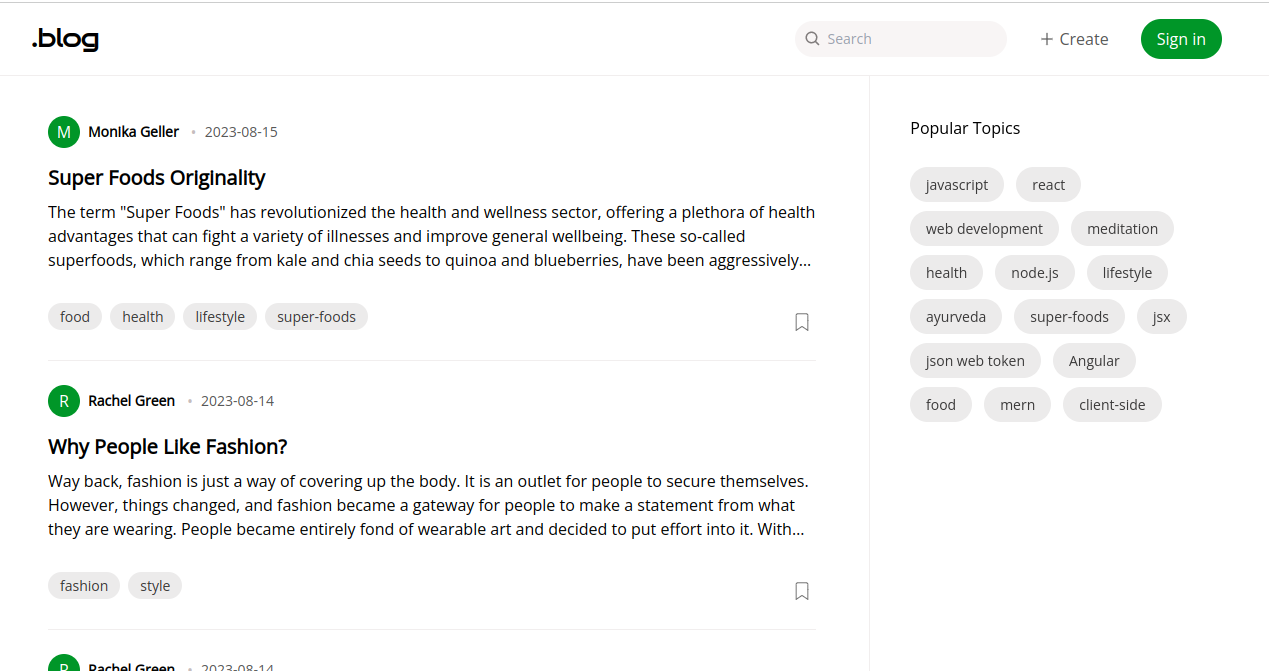 .blog
Search
+ Create
Sign in
M Monika Geller • 2023-08-15
Super Foods Originality
The term "Super Foods" has revolutionized the health and wellness sector, offering a plethora of health
advantages that can fight a variety of illnesses and improve general wellbeing. These so-called
superfoods, which range from kale and chia seeds to quinoa and blueberries, have been aggressively...
food health lifestyle super-foods
R Rachel Green • 2023-08-14
Why People Like Fashion?
Way back, fashion is just a way of covering up the body. It is an outlet for people to secure themselves.
However, things changed, and fashion became a gateway for people to make a statement from what
they are wearing. People became entirely fond of wearable art and decided to put effort into it. With...
fashion style
R Rachel Green • 2023-08-14
Popular Topics
javascript react
web development meditation
health node.js lifestyle
ayurveda super-foods jsx
json web token Angular
food mern client-side